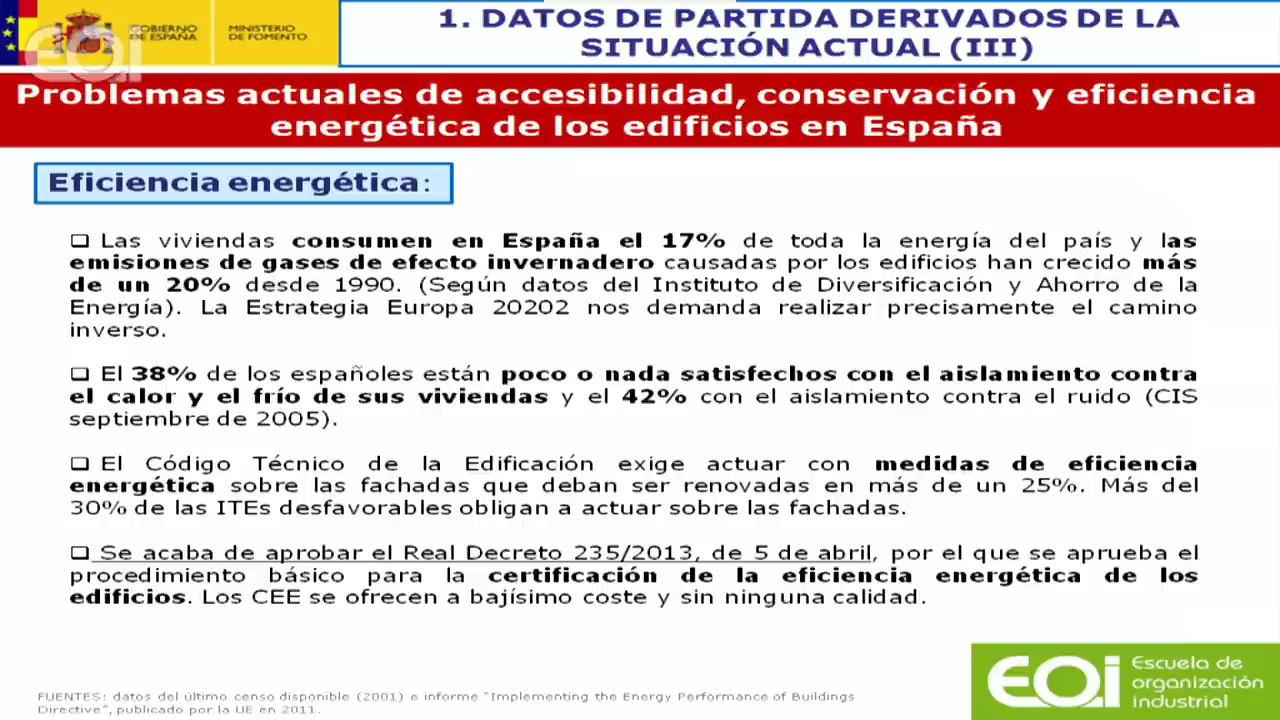 GOBIERNO
DE ESPAÑA
MINISTERIO
DE FOMENTO
eoi
1. DATOS DE PARTIDA DERIVADOS DE LA
SITUACIÓN ACTUAL (III)
Problemas actuales de accesibilidad, conservación y eficiencia
energética de los edificios en España
Eficiencia energética:
❑ Las viviendas consumen en España el 17% de toda la energía del país y las
emisiones de gases de efecto invernadero causadas por los edificios han crecido más
de un 20% desde 1990. (Según datos del Instituto de Diversificación y Ahorro de la
Energía). La Estrategia Europa 20202 nos demanda realizar precisamente el camino
inverso.
❑ El 38% de los españoles están poco o nada satisfechos con el aislamiento contra
el calor y el frío de sus viviendas y el 42% con el aislamiento contra el ruido (CIS
septiembre de 2005).
❑ El Código Técnico de la Edificación exige actuar con medidas de eficiencia
energética sobre las fachadas que deban ser renovadas en más de un 25%. Más del
30% de las ITEs desfavorables obligan a actuar sobre las fachadas.
❑ Se acaba de aprobar el Real Decreto 235/2013, de 5 de abril, por el que se aprueba el
procedimiento básico para la certificación de la eficiencia energética de los
edificios. Los CEE se ofrecen a bajísimo coste y sin ninguna calidad.
FUENTES: datos del último censo disponible (2001) e informe "Implementing the Energy Performance of Buildings
Directive", publicado por la UE en 2011.
eoi
Escuela de
organización
industrial